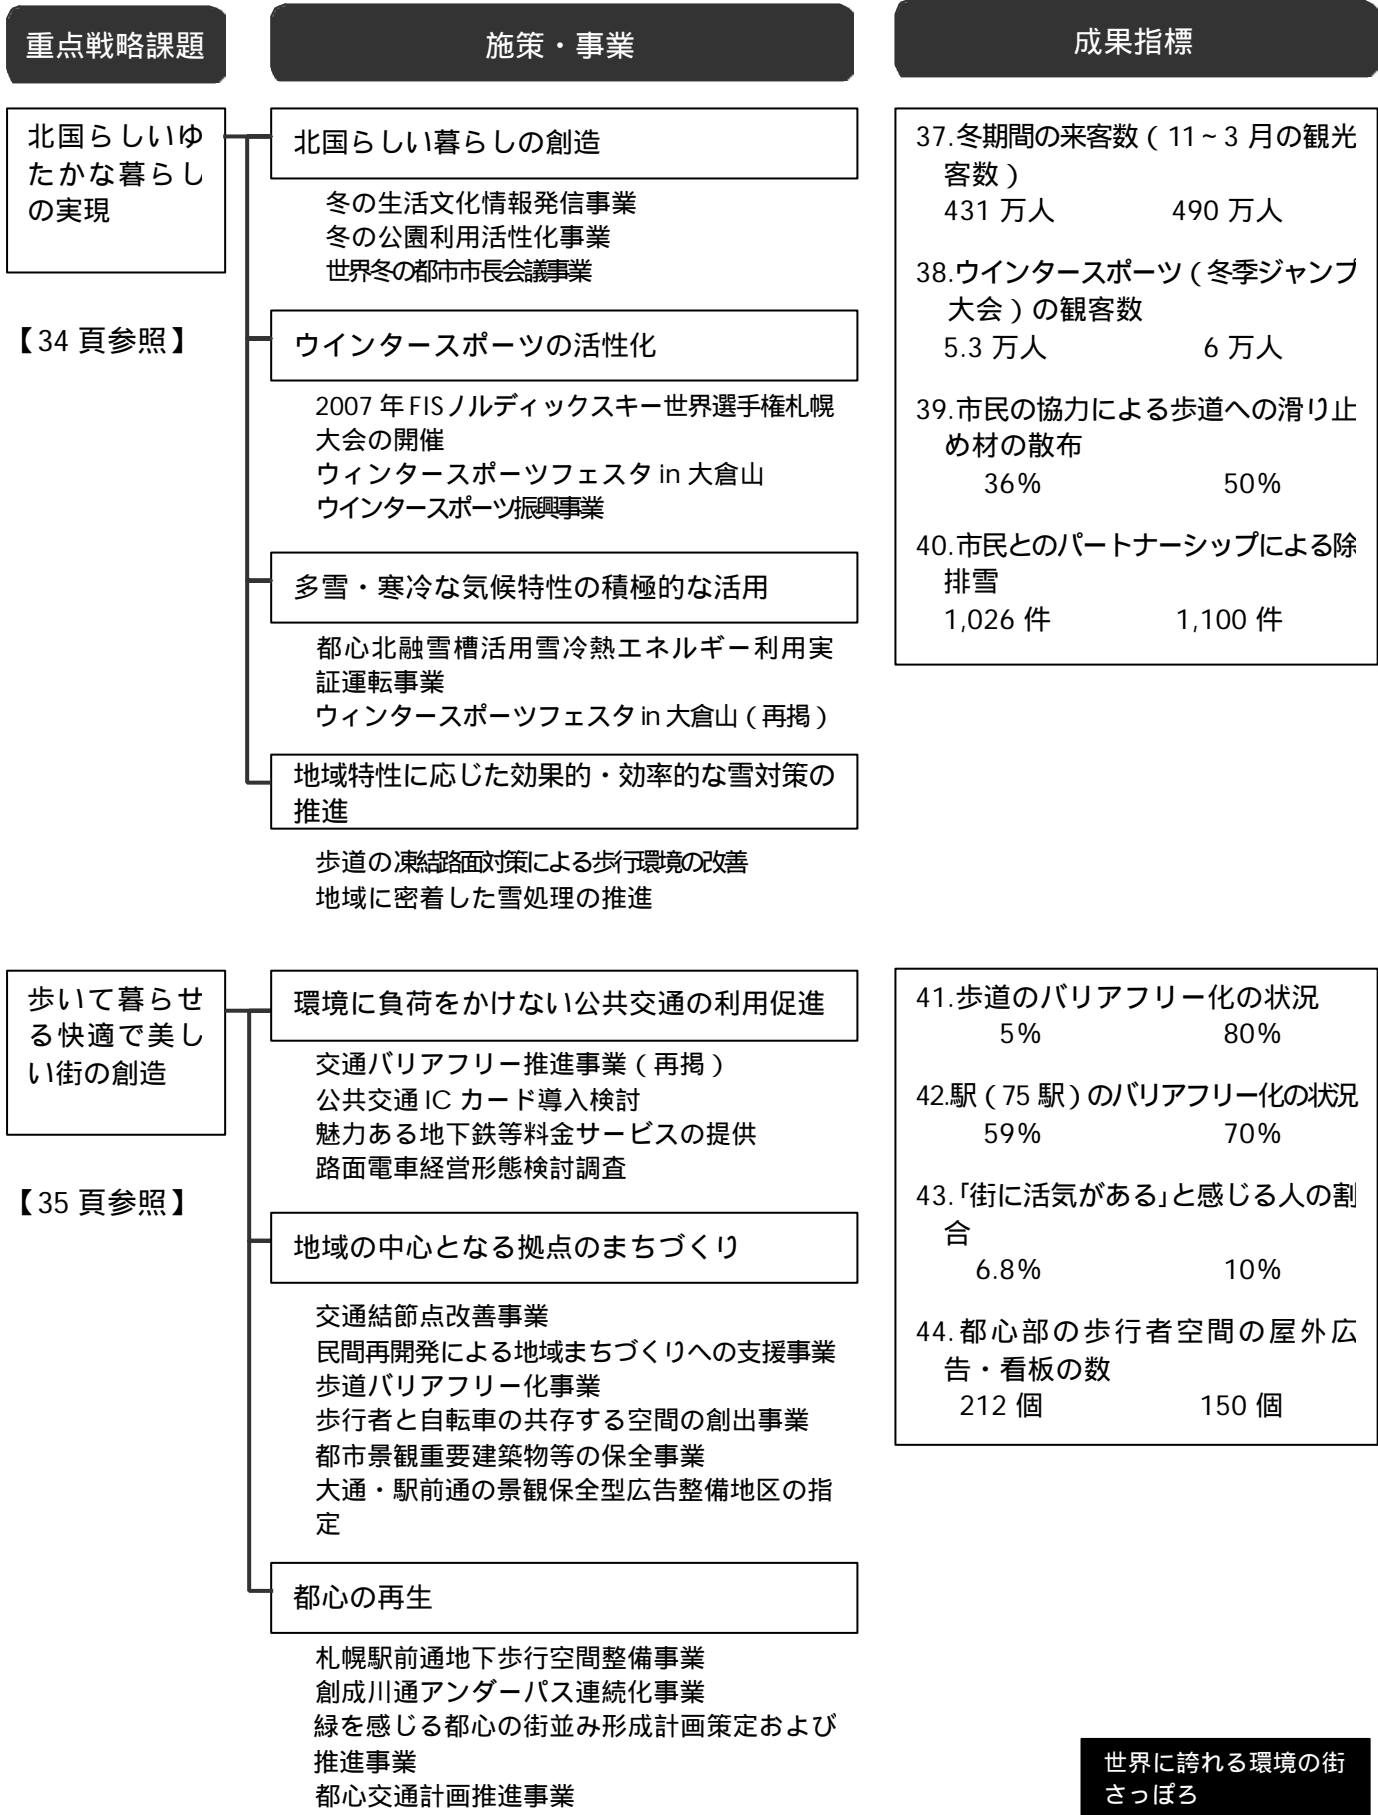 重点戦略課題
施策・事業
成果指標
北国らしいゆ
たかな暮らし
の実現
【34 頁参照】
北国らしい暮らしの創造
冬の生活文化情報発信事業
冬の公園利用活性化事業
世界冬の都市市長会議事業
ウインタースポーツの活性化
2007 年 FIS ノルディックスキー世界選手権札幌
大会の開催
ウィンタースポーツフェスタ in 大倉山
ウインタースポーツ振興事業
多雪・寒冷な気候特性の積極的な活用
都心北融雪槽活用雪冷熱エネルギー利用実
証運転事業
ウィンタースポーツフェスタ in 大倉山（再掲）
地域特性に応じた効果的・効率的な雪対策の
推進
歩道の凍結路面対策による歩行環境の改善
地域に密着した雪処理の推進
37.冬期間の来客数（11~3 月の観光
客数）
431 万人 490 万人
38.ウインタースポーツ（冬季ジャンプ
大会）の観客数
5.3 万人 6 万人
39.市民の協力による歩道への滑り止
め材の散布
36% 50%
40.市民とのパートナーシップによる除
排雪
1,026 件 1,100 件
歩いて暮らせ
る快適で美し
い街の創造
【35 頁参照】
環境に負荷をかけない公共交通の利用促進
交通バリアフリー推進事業（再掲）
公共交通 IC カード導入検討
魅力ある地下鉄等料金サービスの提供
路面電車経営形態検討調査
地域の中心となる拠点のまちづくり
交通結節点改善事業
民間再開発による地域まちづくりへの支援事業
歩道バリアフリー化事業
歩行者と自転車の共存する空間の創出事業
都市景観重要建築物等の保全事業
大通・駅前通の景観保全型広告整備地区の指
定
都心の再生
札幌駅前通地下歩行空間整備事業
創成川通アンダーパス連続化事業
緑を感じる都心の街並み形成計画策定および
推進事業
都心交通計画推進事業
41.歩道のバリアフリー化の状況
5% 80%
42.駅（75 駅）のバリアフリー化の状況
59% 70%
43.「街に活気がある」と感じる人の割
合
6.8% 10%
44.都心部の歩行者空間の屋外広
告・看板の数
212 個 150 個
世界に誇れる環境の街
さっぽろ